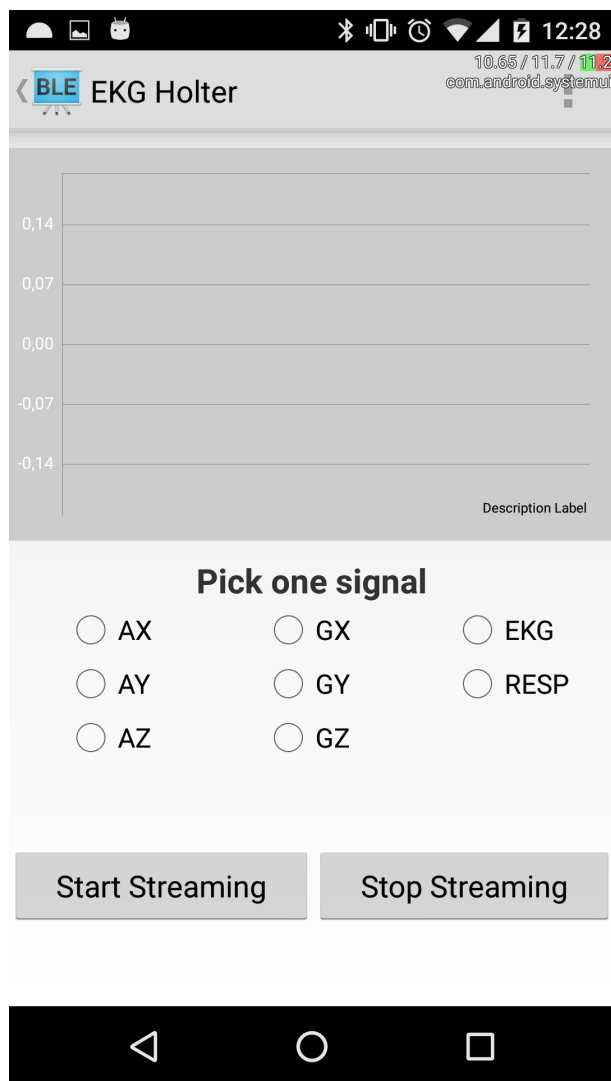 12:28
10.65 / 11.7 / 11.2
com.android.systemui
BLE EKG Holter
0,14
0,07
0,00
-0,07
-0,14
Description Label
Pick one signal
AX GX EKG
AY GY RESP
AZ GZ
Start Streaming Stop Streaming